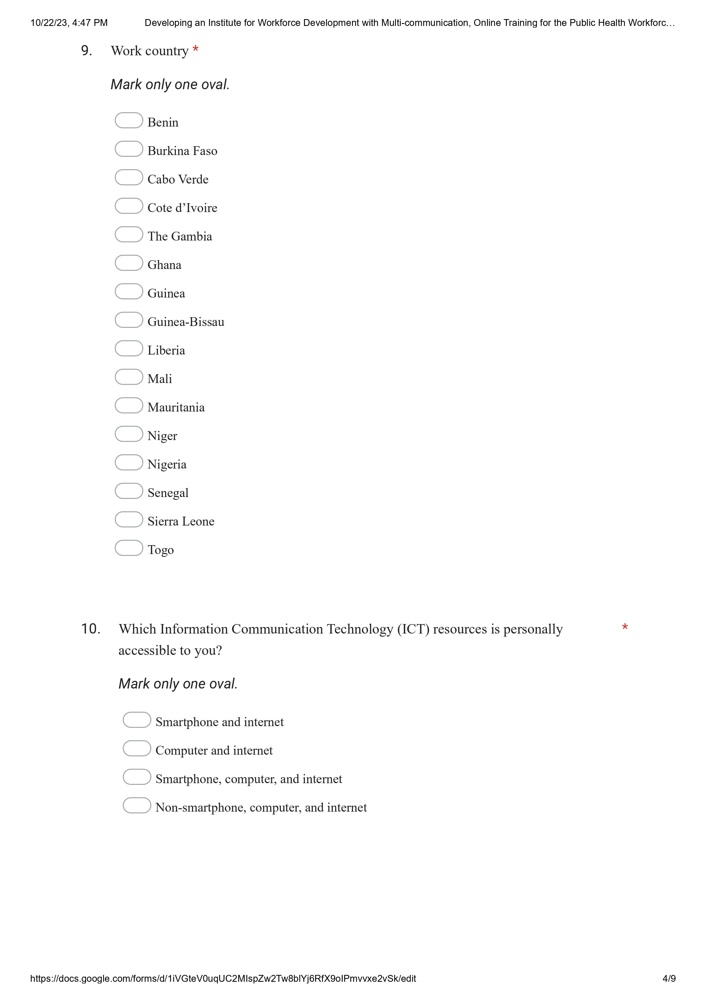 10/22/23, 4:47 PM Developing an Institute for Workforce Development with Multi-communication, Online Training for the Public Health Workforc…
9. Work country *
Mark only one oval.
Benin
Burkina Faso
Cabo Verde
Cote d’Ivoire
The Gambia
Ghana
Guinea
Guinea-Bissau
Liberia
Mali
Mauritania
Niger
Nigeria
Senegal
Sierra Leone
Togo
10. Which Information Communication Technology (ICT) resources is personally *
accessible to you?
Mark only one oval.
Smartphone and internet
Computer and internet
Smartphone, computer, and internet
Non-smartphone, computer, and internet
https://docs.google.com/forms/d/1iVGteV0uqUC2MIspZw2Tw8bIYj6RfX9oIPmvvxe2vSk/edit 4/9